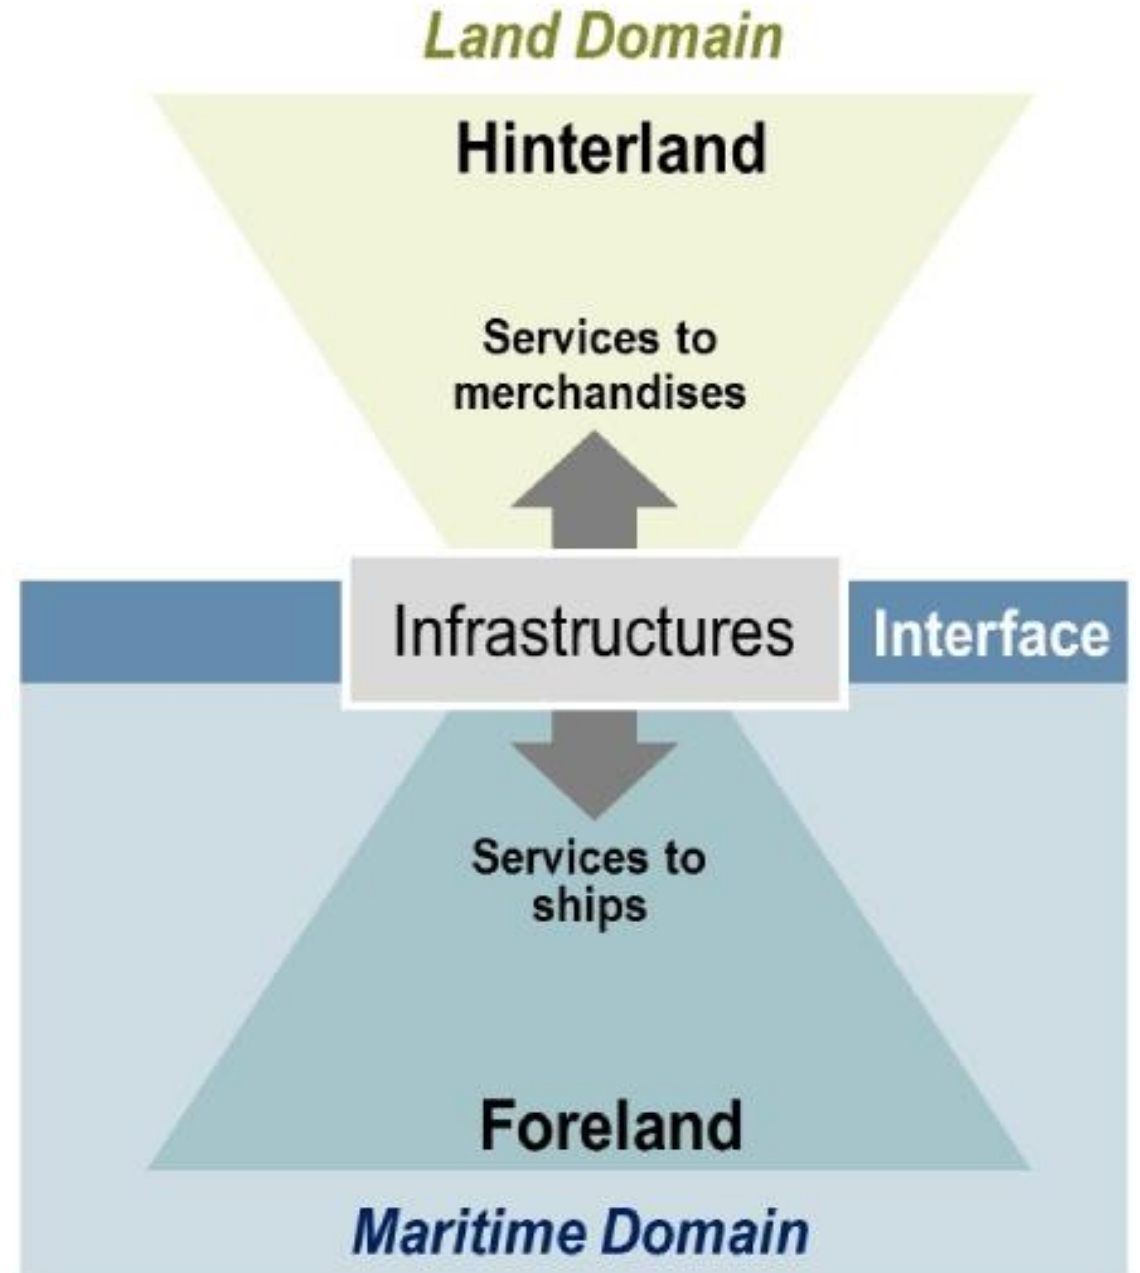 Land Domain
Hinterland
Services to
merchandises
Infrastructures
Interface
Services to
ships
Foreland
Maritime Domain